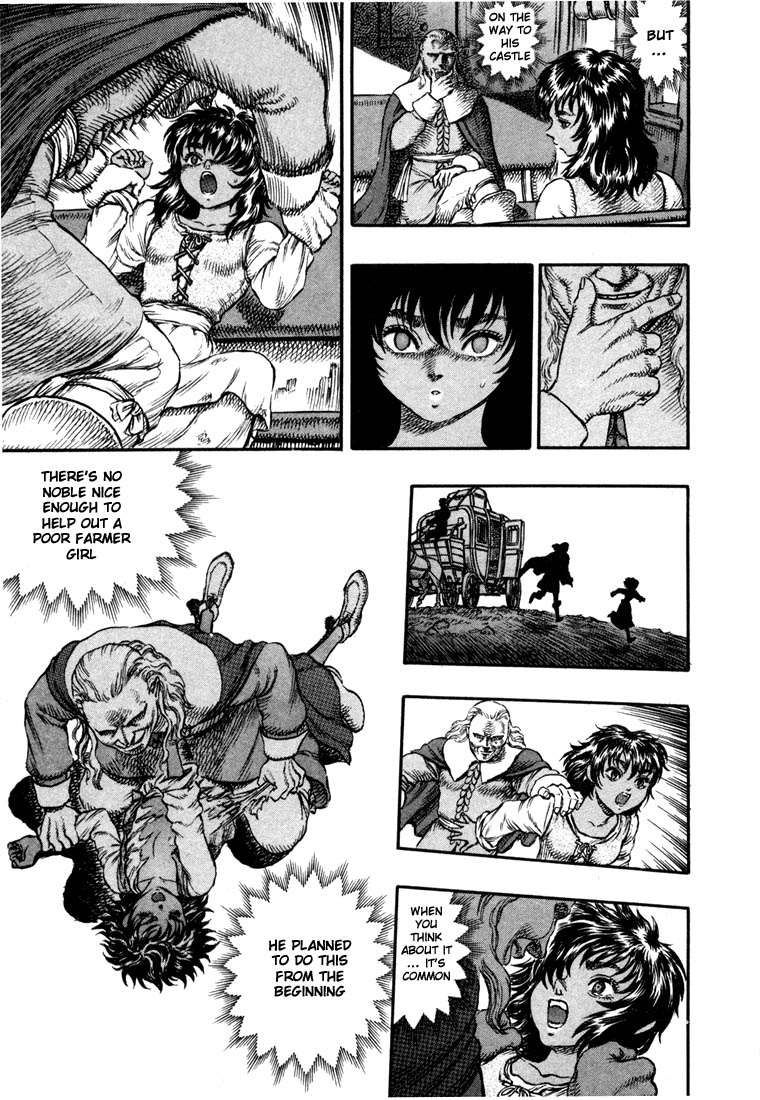 BUT
...
ON THE
WAY TO
HIS
CASTLE
WHEN
YOU
THINK
ABOUT IT
... IT'S
COMMON
THERE'S NO
NOBLE NICE
ENOUGH TO
HELP OUT A
POOR FARMER
GIRL
HE PLANNED
TO DO THIS
FROM THE
BEGINNING